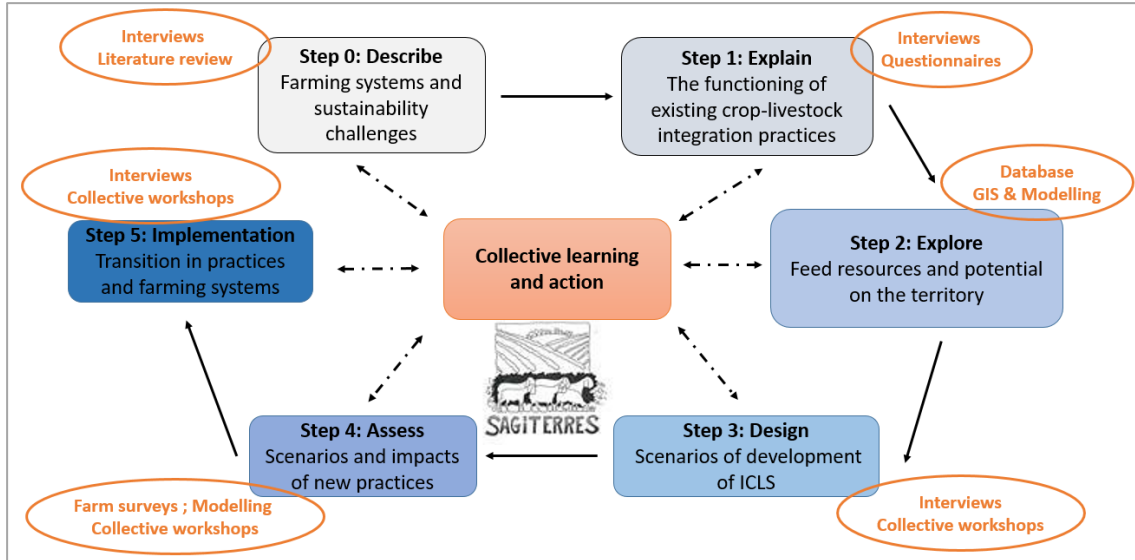 Interviews
Literature review
Step 0: Describe
Farming systems and
sustainability
challenges
Step 1: Explain
The functioning of
existing crop-livestock
integration practices
Interviews
Questionnaires
Database
GIS & Modelling
Step 2: Explore
Feed resources and potential
on the territory
Interviews
Collective workshops
Step 5: Implementation
Transition in practices
and farming systems
Collective learning
and action
SAGITERRES
Step 4: Assess
Scenarios and impacts
of new practices
Farm surveys ; Modelling
Collective workshops
Step 3: Design
Scenarios of development
of ICLS
Interviews
Collective workshops